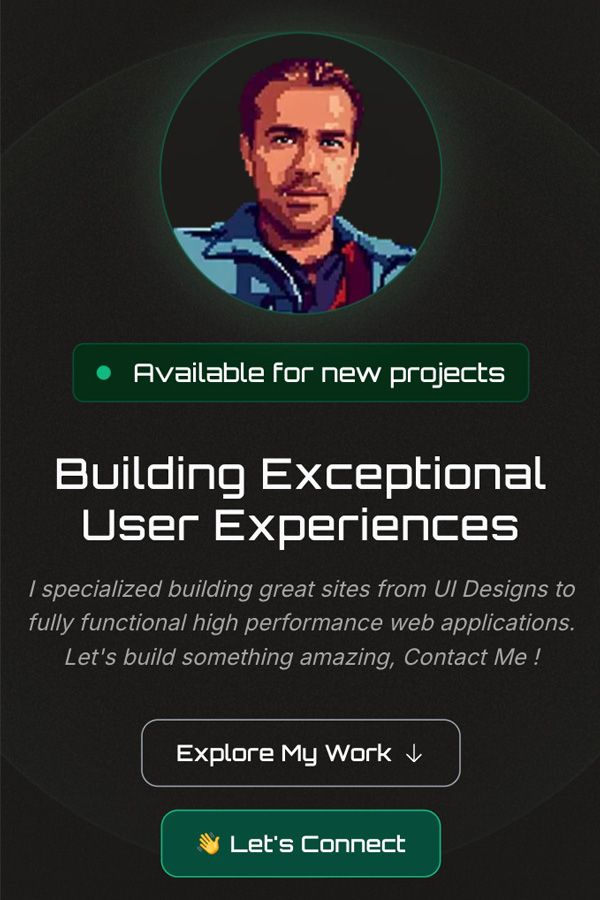 Available for new projects
Building Exceptional
User Experiences
I specialized building great sites from UI Designs to
fully functional high performance web applications.
Let's build something amazing, Contact Me !
Explore My Work ↓
👋 Let's Connect